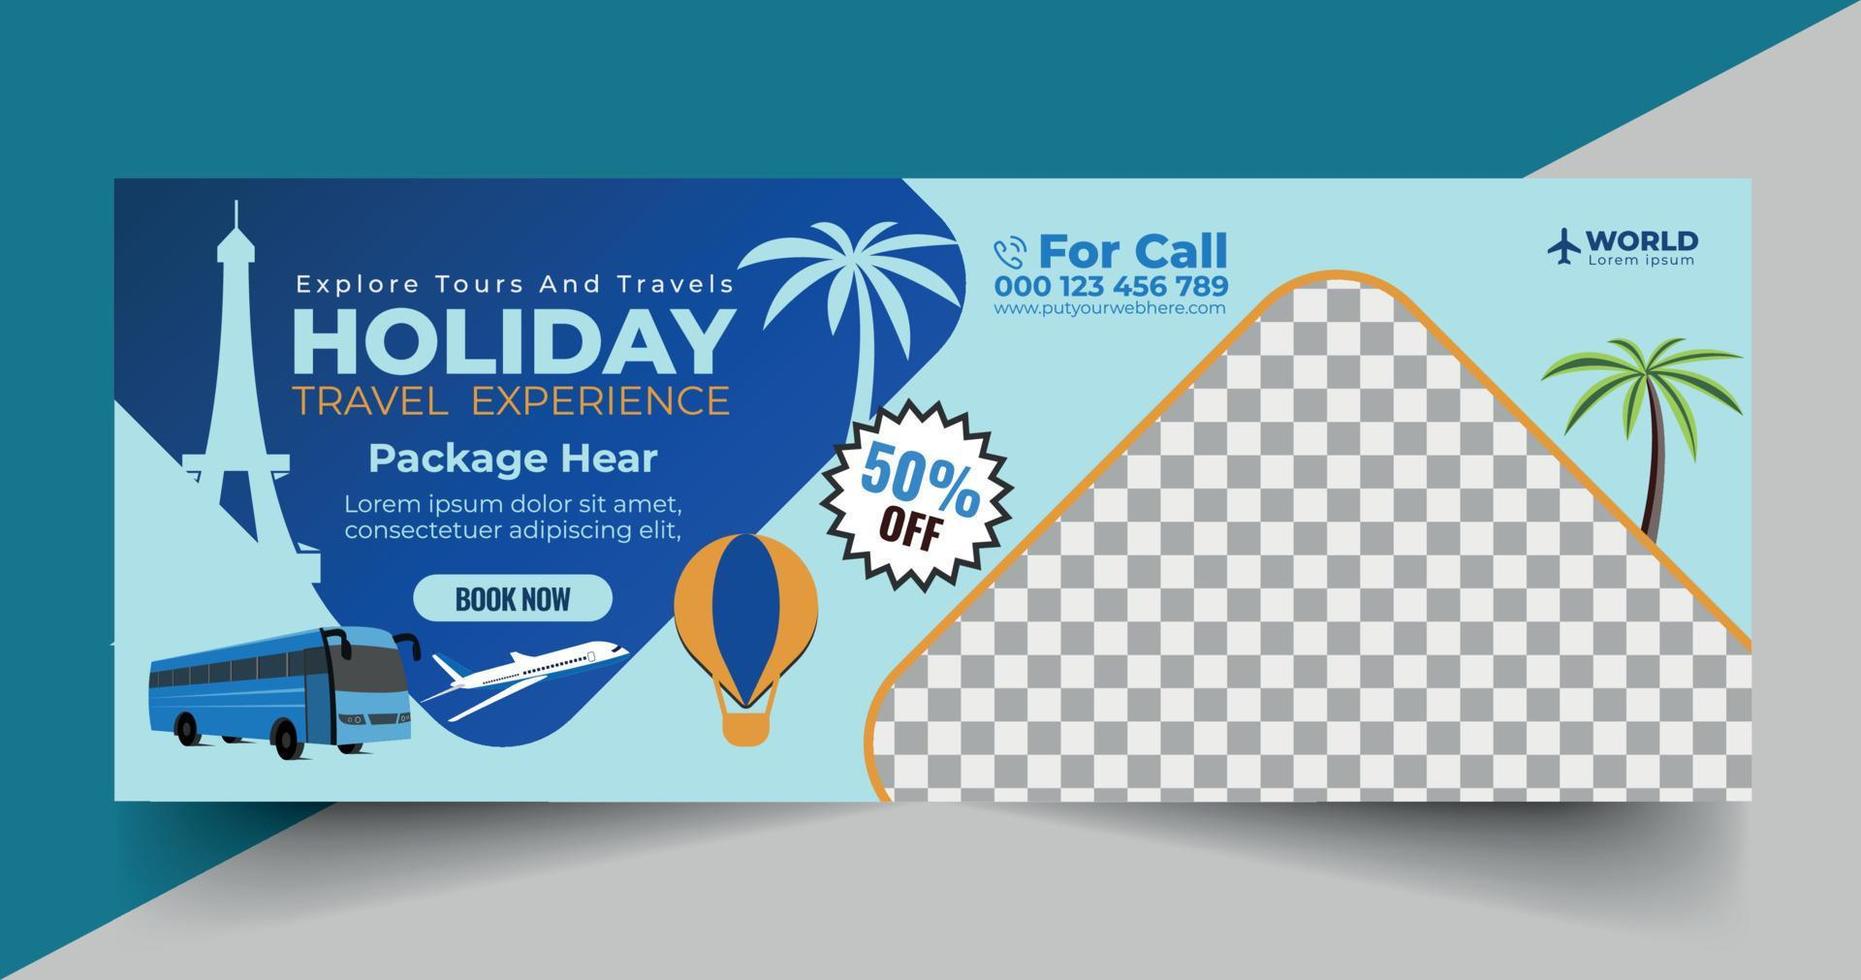 Explore Tours And Travels
HOLIDAY
TRAVEL EXPERIENCE
Package Hear
Lorem ipsum dolor sit amet,
consectetuer adipiscing elit,
BOOK NOW
50%
OFF
For Call
000 123 456 789
www.putyourwebhere.com
WORLD
Lorem ipsum